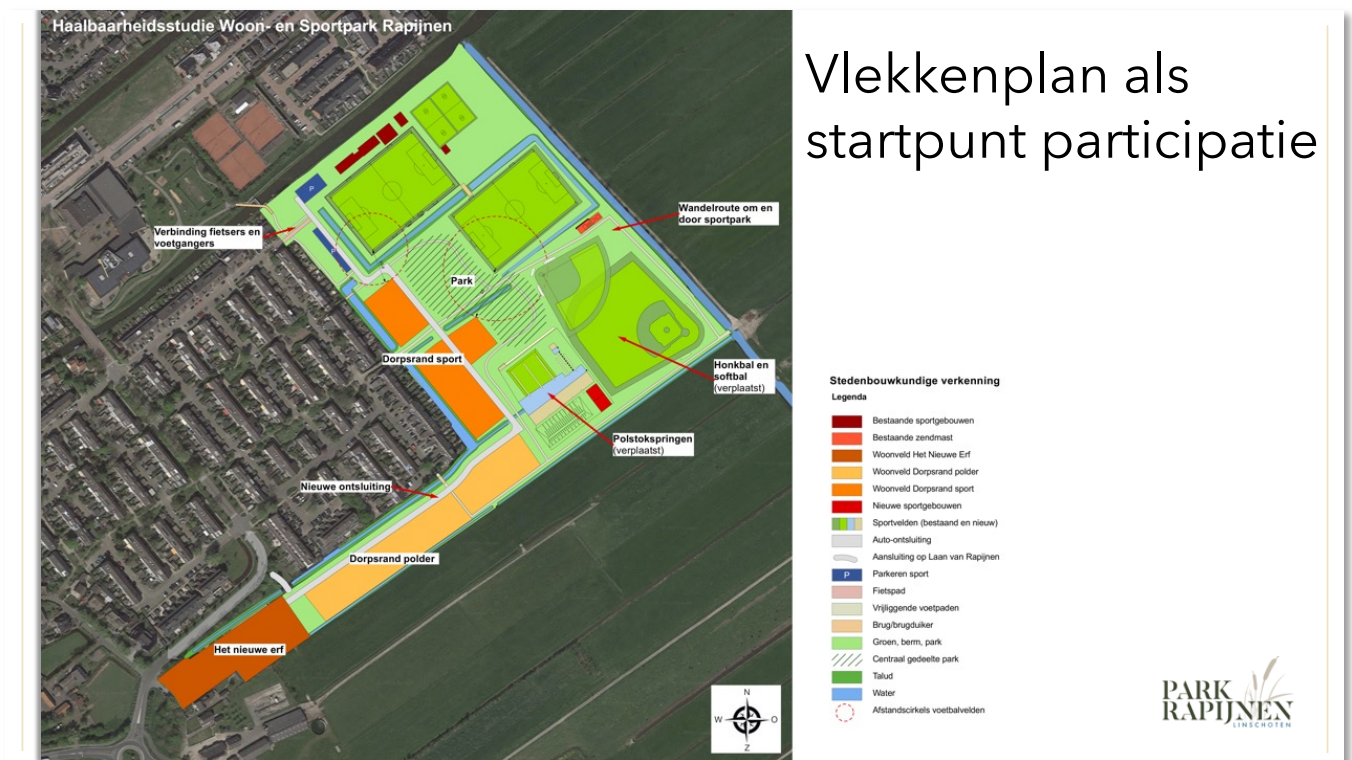 Haalbaarheidsstudie Woon- en Sportpark Rapijnen
Vlekkenplan als
startpunt participatie
P
P
Verbinding fietsers en
voetgangers
Wandelroute om en
door sportpark
Park
Dorpsrand sport
Honkbal en
softbal
(verplaatst)
Polstokspringen
(verplaatst)
Nieuwe ontsluiting
Dorpsrand polder
Het nieuwe erf
N
W
O
Z
Stedenbouwkundige verkenning
Legenda
Bestaande sportgebouwen
Bestaande zendmast
Woonveld Het Nieuwe Erf
Woonveld Dorpsrand polder
Woonveld Dorpsrand sport
Nieuwe sportgebouwen
Sportvelden (bestaand en nieuw)
Auto-ontsluiting
Aansluiting op Laan van Rapijnen
P Parkeren sport
Fietspad
Vrijliggende voetpaden
Brug/brugduiker
Groen, berm, park
Centraal gedeelte park
Talud
Water
Afstandscirkels voetbalvelden
PARK
RAPIJNEN
LINSCHOTEN